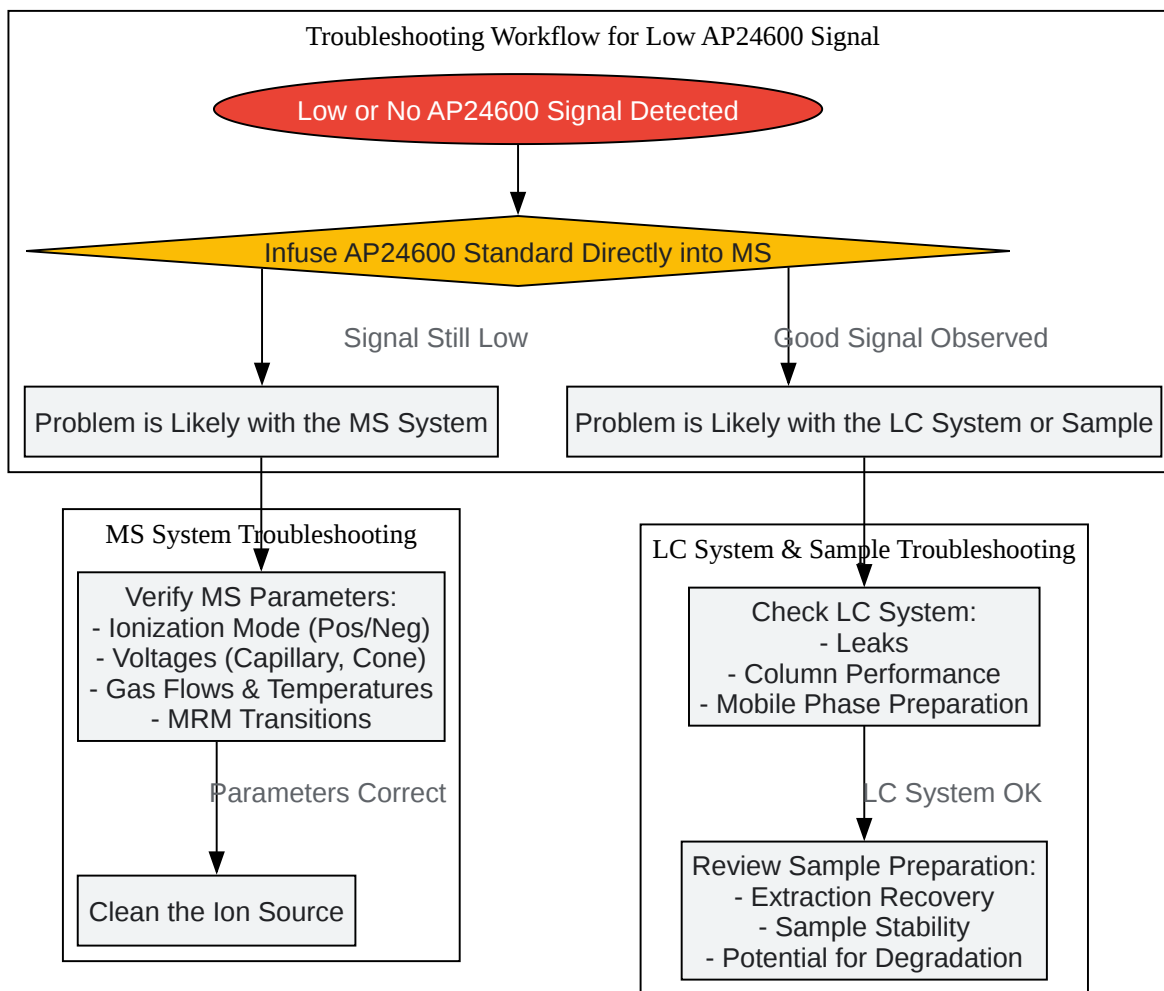 Troubleshooting Workflow for Low AP24600 Signal
Low or No AP24600 Signal Detected
Infuse AP24600 Standard Directly into MS
Signal Still Low
Good Signal Observed
Problem is Likely with the MS System
Problem is Likely with the LC System or Sample
MS System Troubleshooting
Verify MS Parameters:
- Ionization Mode (Pos/Neg)
- Voltages (Capillary, Cone)
- Gas Flows & Temperatures
- MRM Transitions
Parameters Correct
Clean the Ion Source
LC System & Sample Troubleshooting
Check LC System:
- Leaks
- Column Performance
- Mobile Phase Preparation
LC System OK
Review Sample Preparation:
- Extraction Recovery
- Sample Stability
- Potential for Degradation